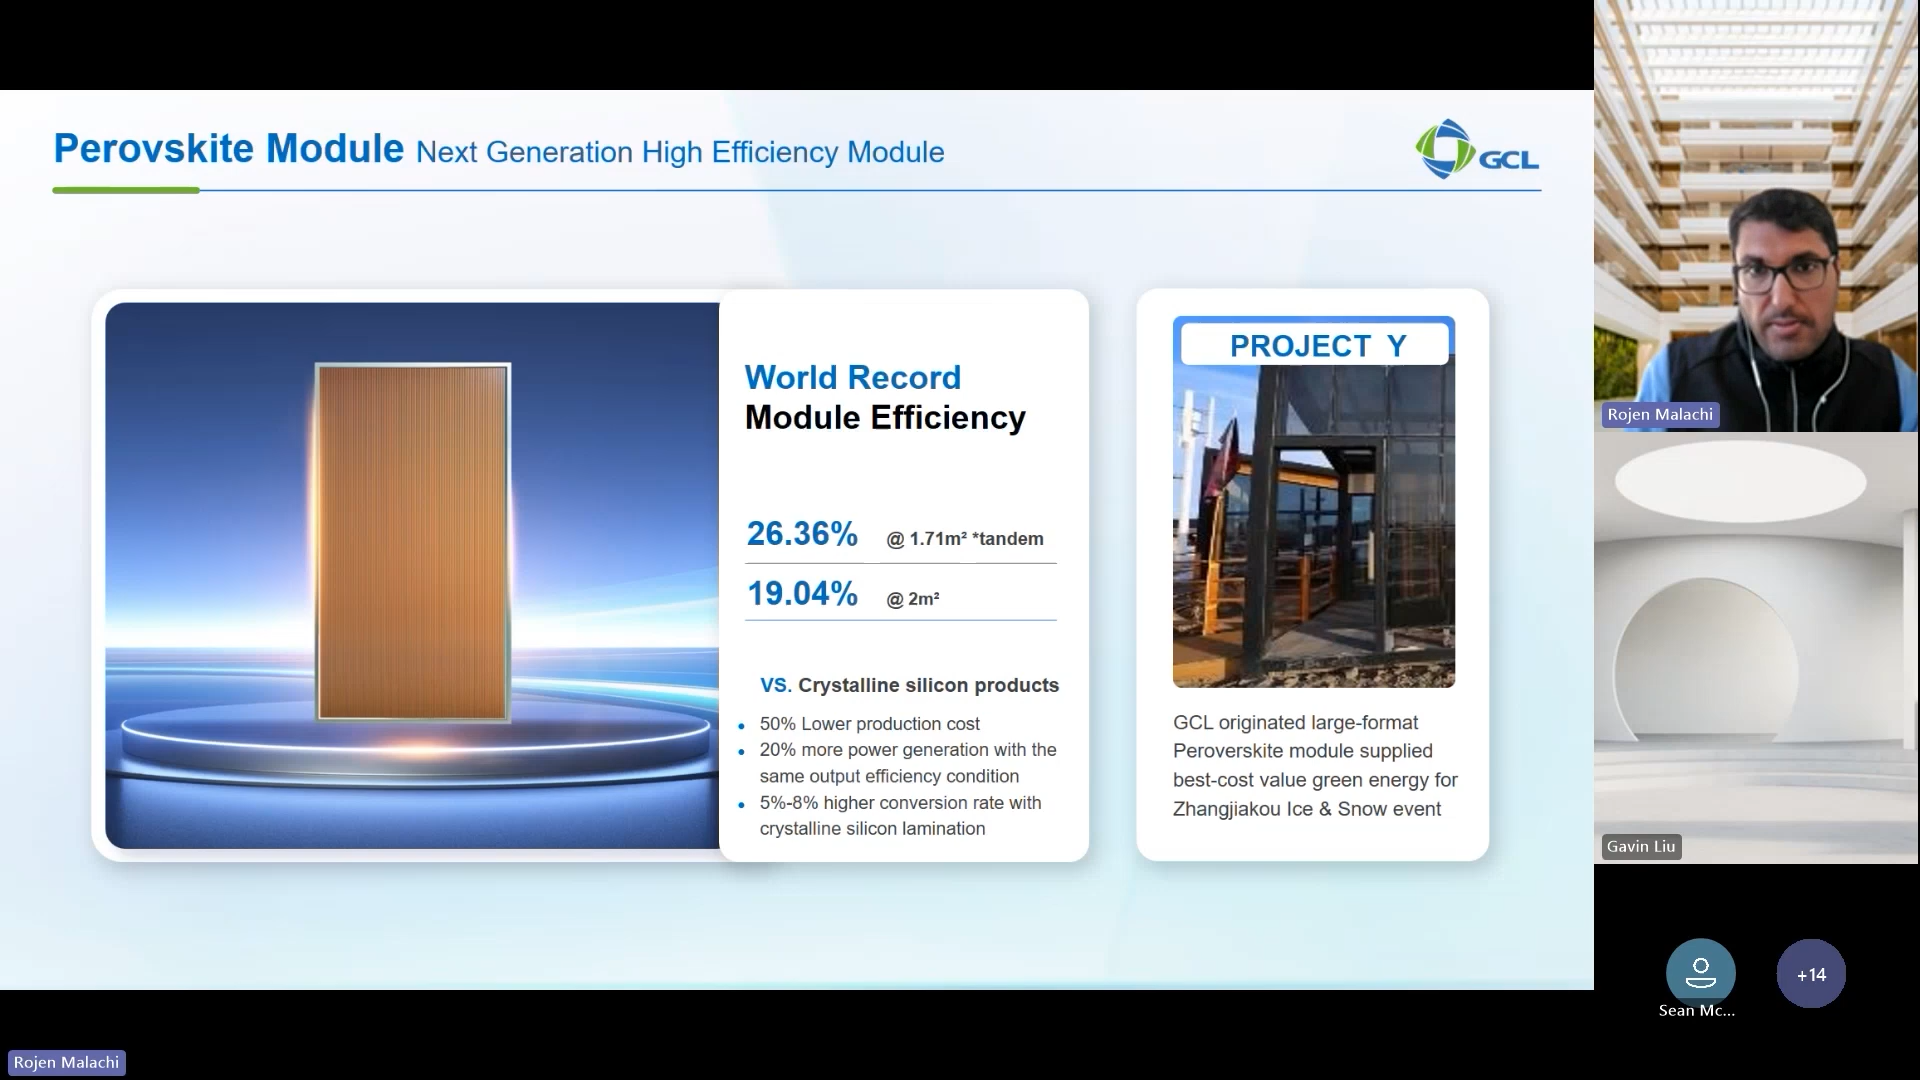 Perovskite Module Next Generation High Efficiency Module
GCL
World Record
Module Efficiency
26.36% @ 1.71m² *tandem
19.04% @ 2m²
VS. Crystalline silicon products
• 50% Lower production cost
• 20% more power generation with the
same output efficiency condition
• 5%-8% higher conversion rate with
crystalline silicon lamination
PROJECT Y
GCL originated large-format
Peroverskite module supplied
best-cost value green energy for
Zhangjiakou Ice & Snow event
Rojen Malachi
Gavin Liu
Sean Mc...
+14
Rojen Malachi